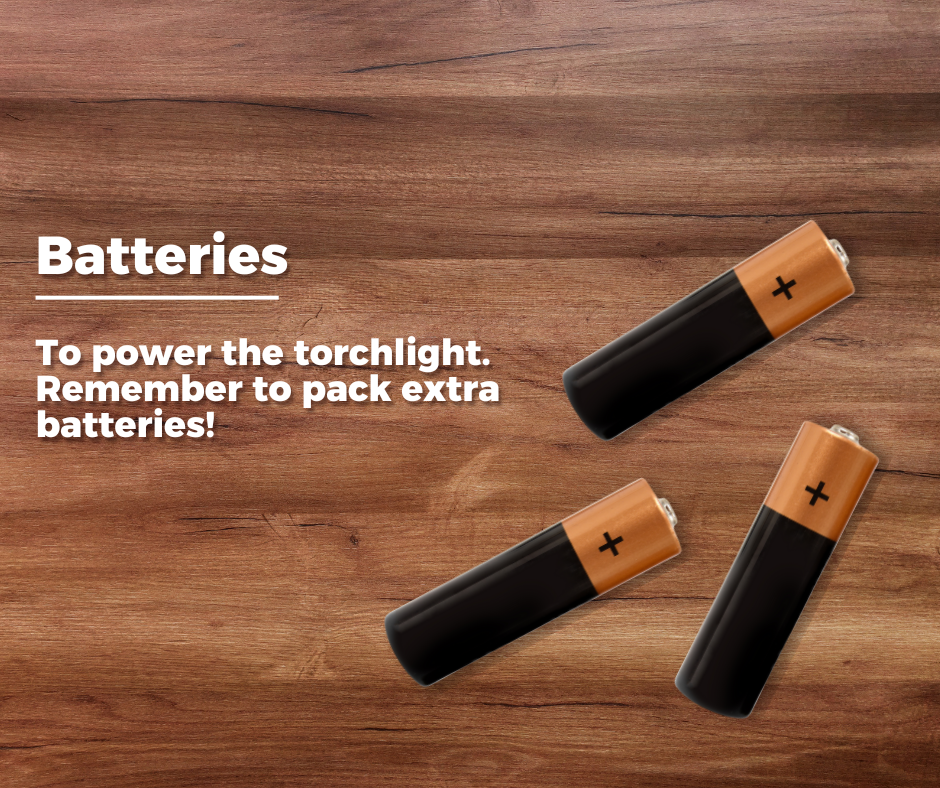 Batteries
To power the torchlight.
Remember to pack extra
batteries!
+
+
+